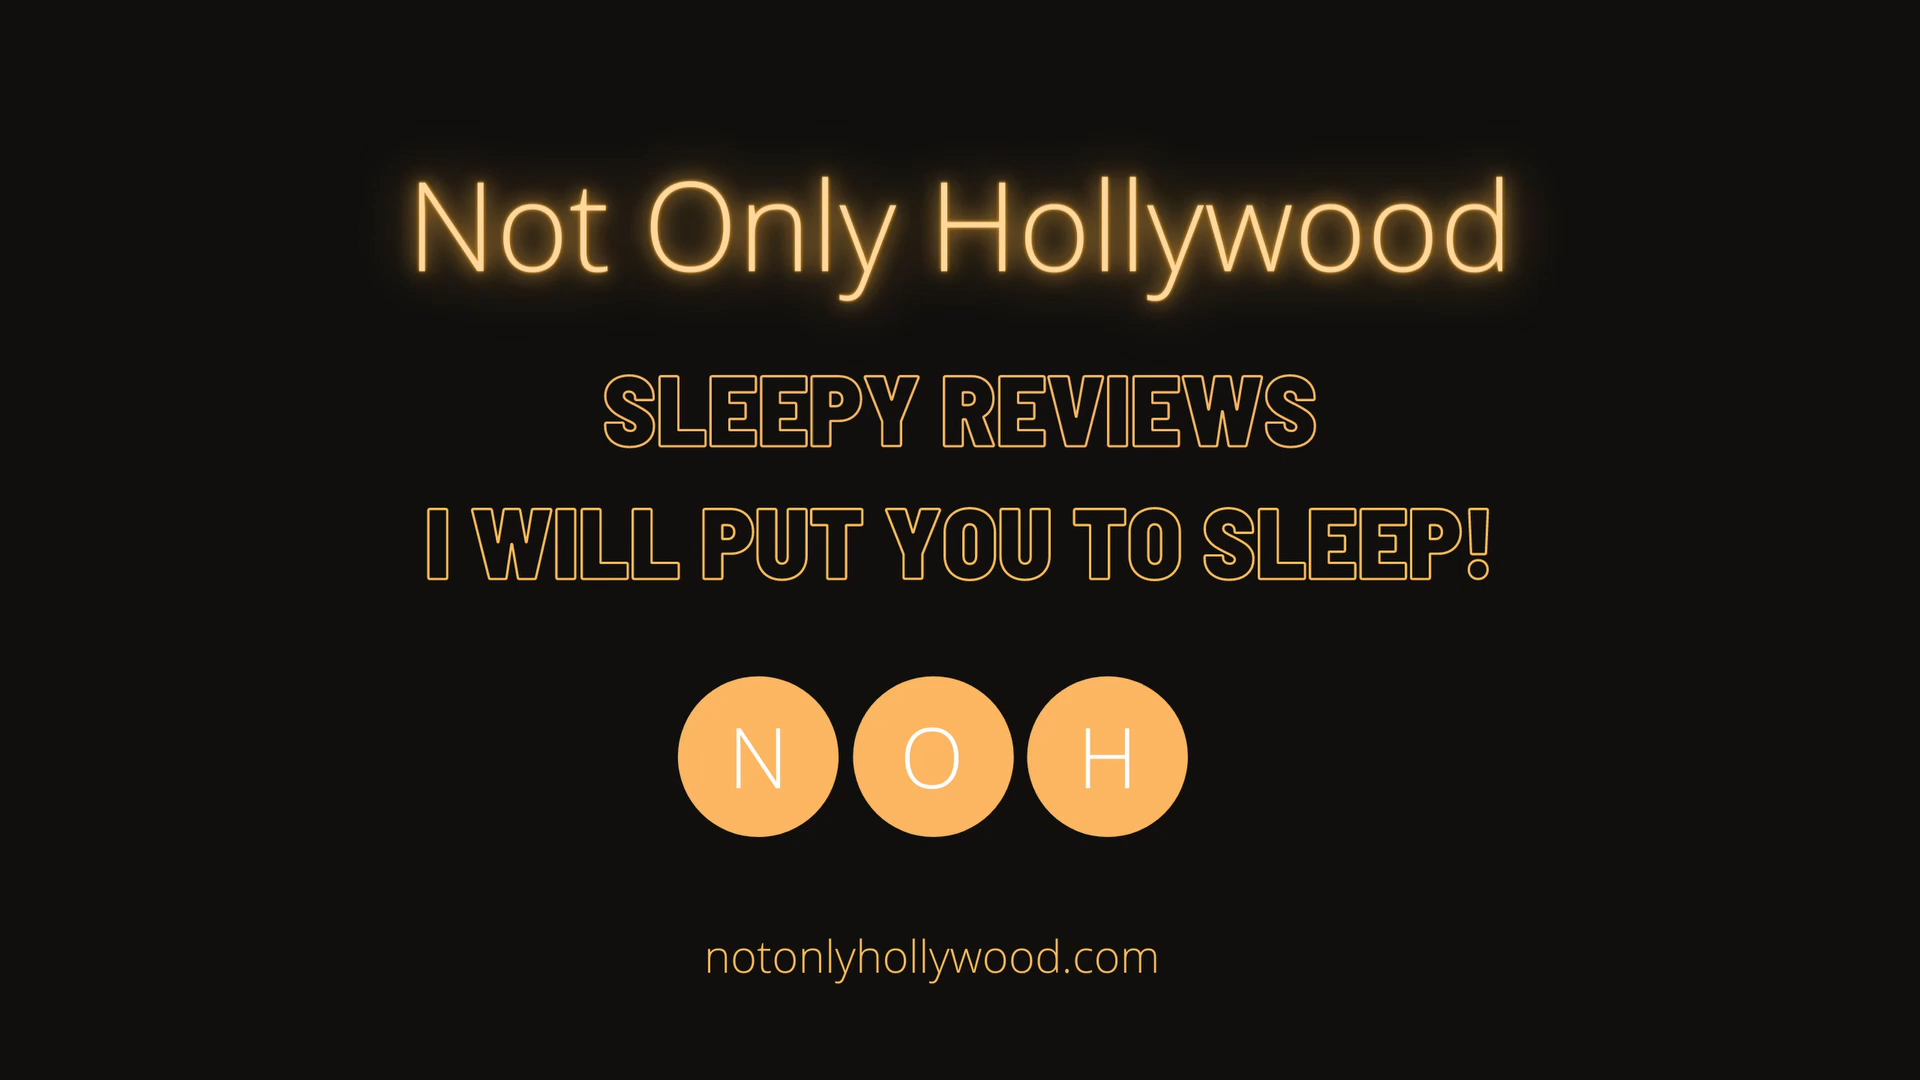 Not Only Hollywood
SLEEPY REVIEWS
I WILL PUT YOU TO SLEEP!
N O H
notonlyhollywood.com